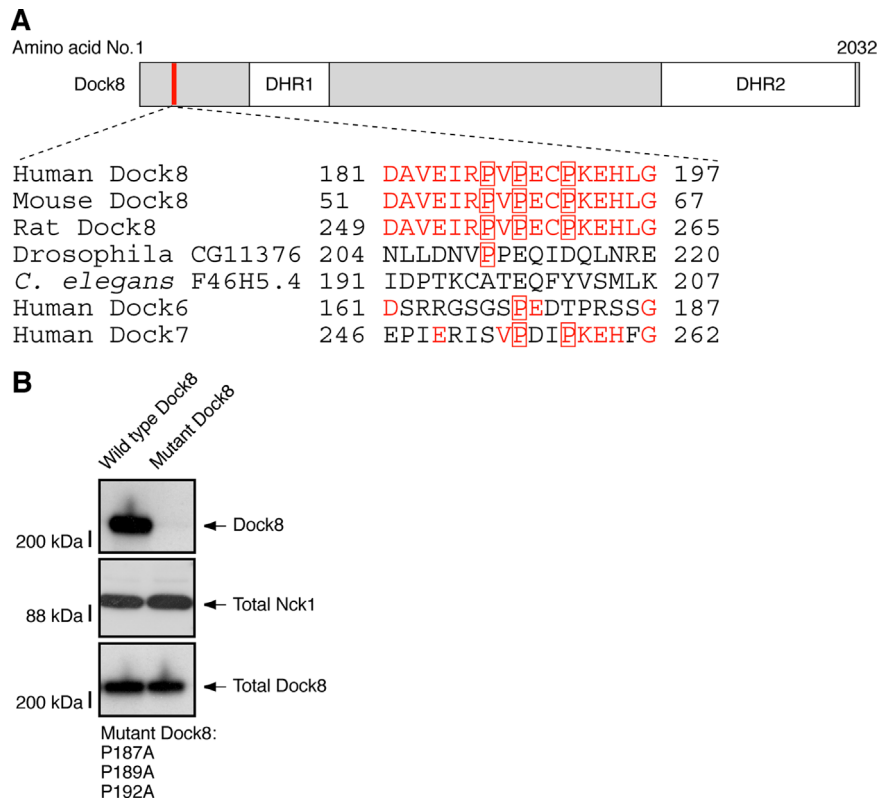 A
Amino acid No.1 2032
Dock8 DHR1 DHR2
Human Dock8 181 DAVEIRPVPECPKEHLG 197
Mouse Dock8 51 DAVEIRPVPECPKEHLG 67
Rat Dock8 249 DAVEIRPVPECPKEHLG 265
Drosophila CG11376 204 NLLDNVPPEQIDQLNRE 220
C. elegans F46H5.4 191 IDPTKCATEQFYVSMLK 207
Human Dock6 161 DSRRGSGSPEDTPRSSG 187
Human Dock7 246 EPIERISVPDIPKEHFG 262
B
Wild type Dock8
Mutant Dock8
Dock8
200 kDa
Total Nck1
88 kDa
Total Dock8
200 kDa
Mutant Dock8:
P187A
P189A
P192A